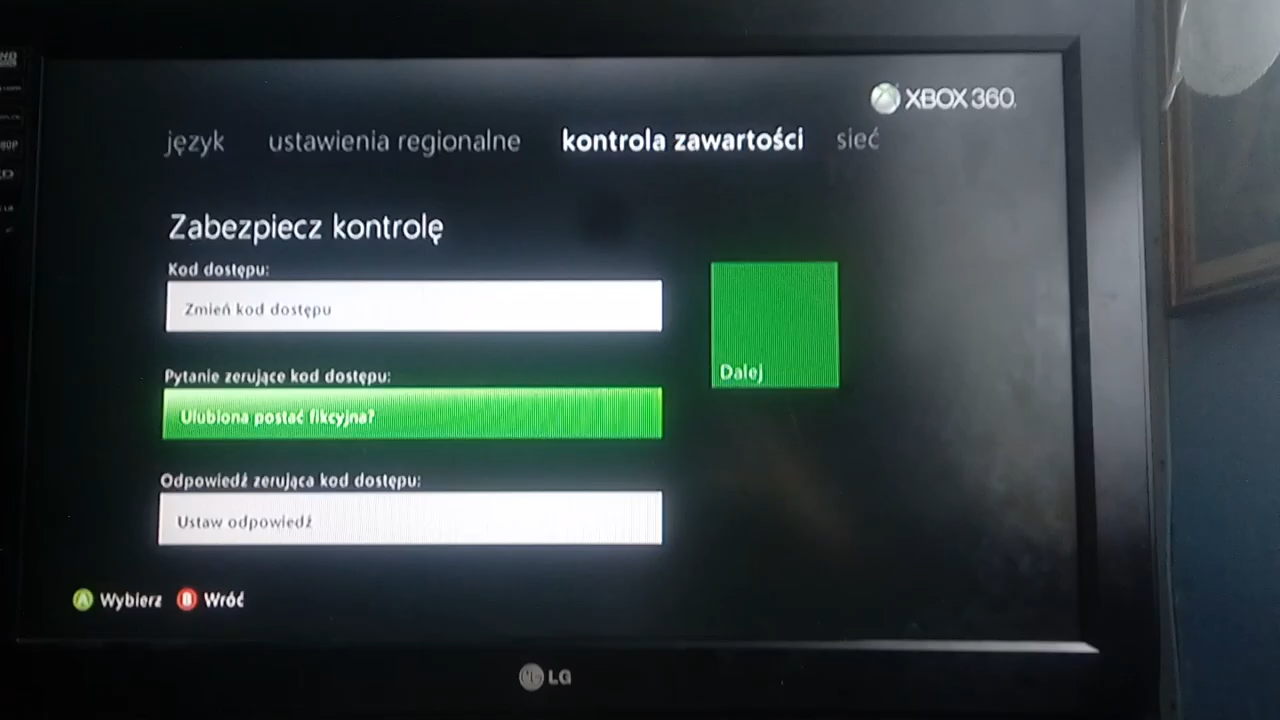 XBOX 360
język ustawienia regionalne kontrola zawartości sieć
Zabezpiecz kontrolę
Kod dostępu:
Zmień kod dostępu
Dalej
Pytanie zerujące kod dostępu:
Ulubiona postać fikcyjna?
Odpowiedź zerująca kod dostępu:
Ustaw odpowiedź
A Wybierz B Wróć
LG